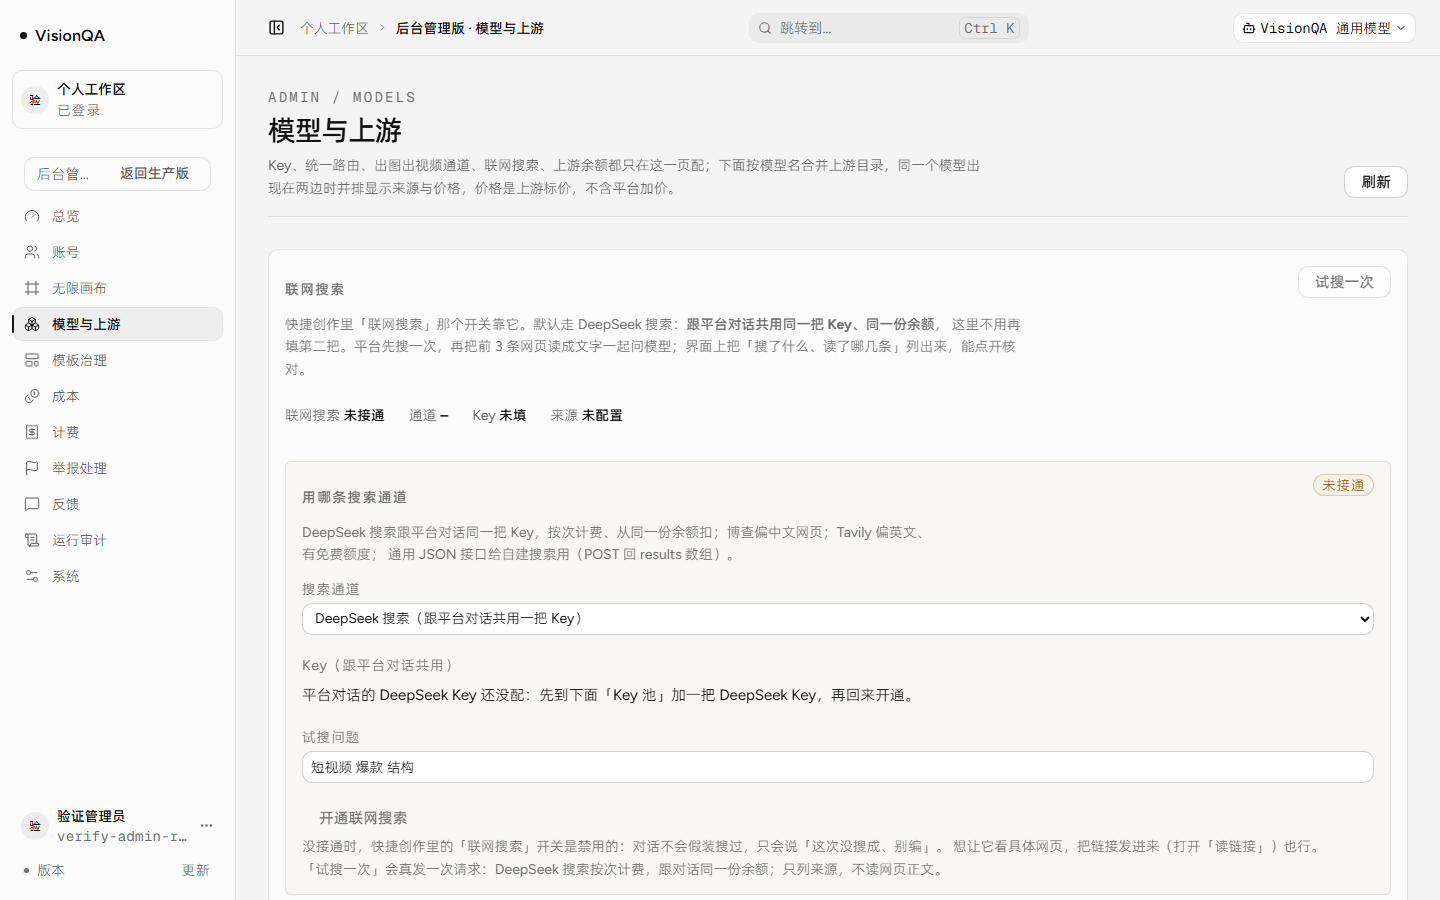 VisionQA
个人工作区 > 后台管理版 · 模型与上游
跳转到...
Ctrl K
VisionQA 通用模型
验
个人工作区
已登录
后台管...
返回生产版
总览
账号
无限画布
模型与上游
模板治理
成本
计费
举报处理
反馈
运行审计
系统
验
验证管理员
verify-admin-r...
版本
更新
ADMIN / MODELS
模型与上游
Key、统一路由、出图出视频通道、联网搜索、上游余额都只在这一页配；下面按模型名合并上游目录，同一个模型出
现在两边时并排显示来源与价格，价格是上游标价，不含平台加价。
刷新
联网搜索
试搜一次
快捷创作里「联网搜索」那个开关靠它。默认走 DeepSeek 搜索：跟平台对话共用同一把 Key、同一份余额， 这里不用再
填第二把。平台先搜一次，再把前 3 条网页读成文字一起问模型；界面上把「搜了什么、读了哪几条」列出来，能点开核
对。
联网搜索 未接通 通道 — Key 未填 来源 未配置
用哪条搜索通道
未接通
DeepSeek 搜索跟平台对话同一把 Key，按次计费、从同一份余额扣；博查偏中文网页；Tavily 偏英文、
有免费额度； 通用 JSON 接口给自建搜索用（POST 回 results 数组）。
搜索通道
DeepSeek 搜索（跟平台对话共用一把 Key）
Key（跟平台对话共用）
平台对话的 DeepSeek Key 还没配：先到下面「Key 池」加一把 DeepSeek Key，再回来开通。
试搜问题
短视频 爆款 结构
开通联网搜索
没接通时，快捷创作里的「联网搜索」开关是禁用的：对话不会假装搜过，只会说「这次没搜成、别编」。 想让它看具体网页，把链接发进来（打开「读链接」）也行。
「试搜一次」会真发一次请求：DeepSeek 搜索按次计费，跟对话同一份余额；只列来源，不读网页正文。